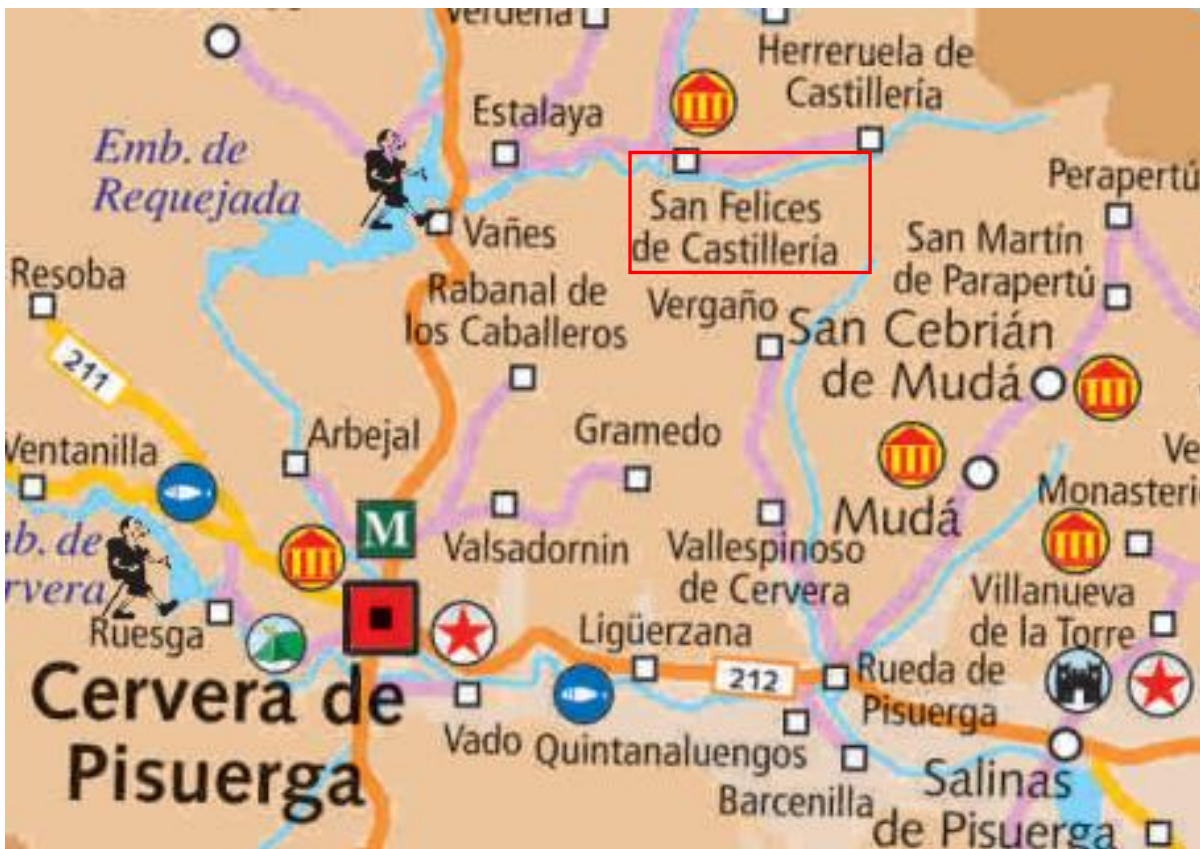 Verdeña
Herreruela de
Castillería
Estalaya
Emb. de
Requejada
San Felices
de Castillería
Perapertú
Vañes
San Martín
de Parapertú
Resoba
Rabanal de
los Caballeros
Vergaño
San Cebrián
de Mudá
211
Arbejal
Gramedo
Ventanilla
Mudá
M
Valsadornin
Vallespinoso
de Cervera
Villanueva
de la Torre
Ruesga
Ligüerzana
212
Rueda de
Pisuerga
Cervera de
Pisuerga
Vado
Quintanaluengos
Barcenilla
Salinas
de Pisuerga